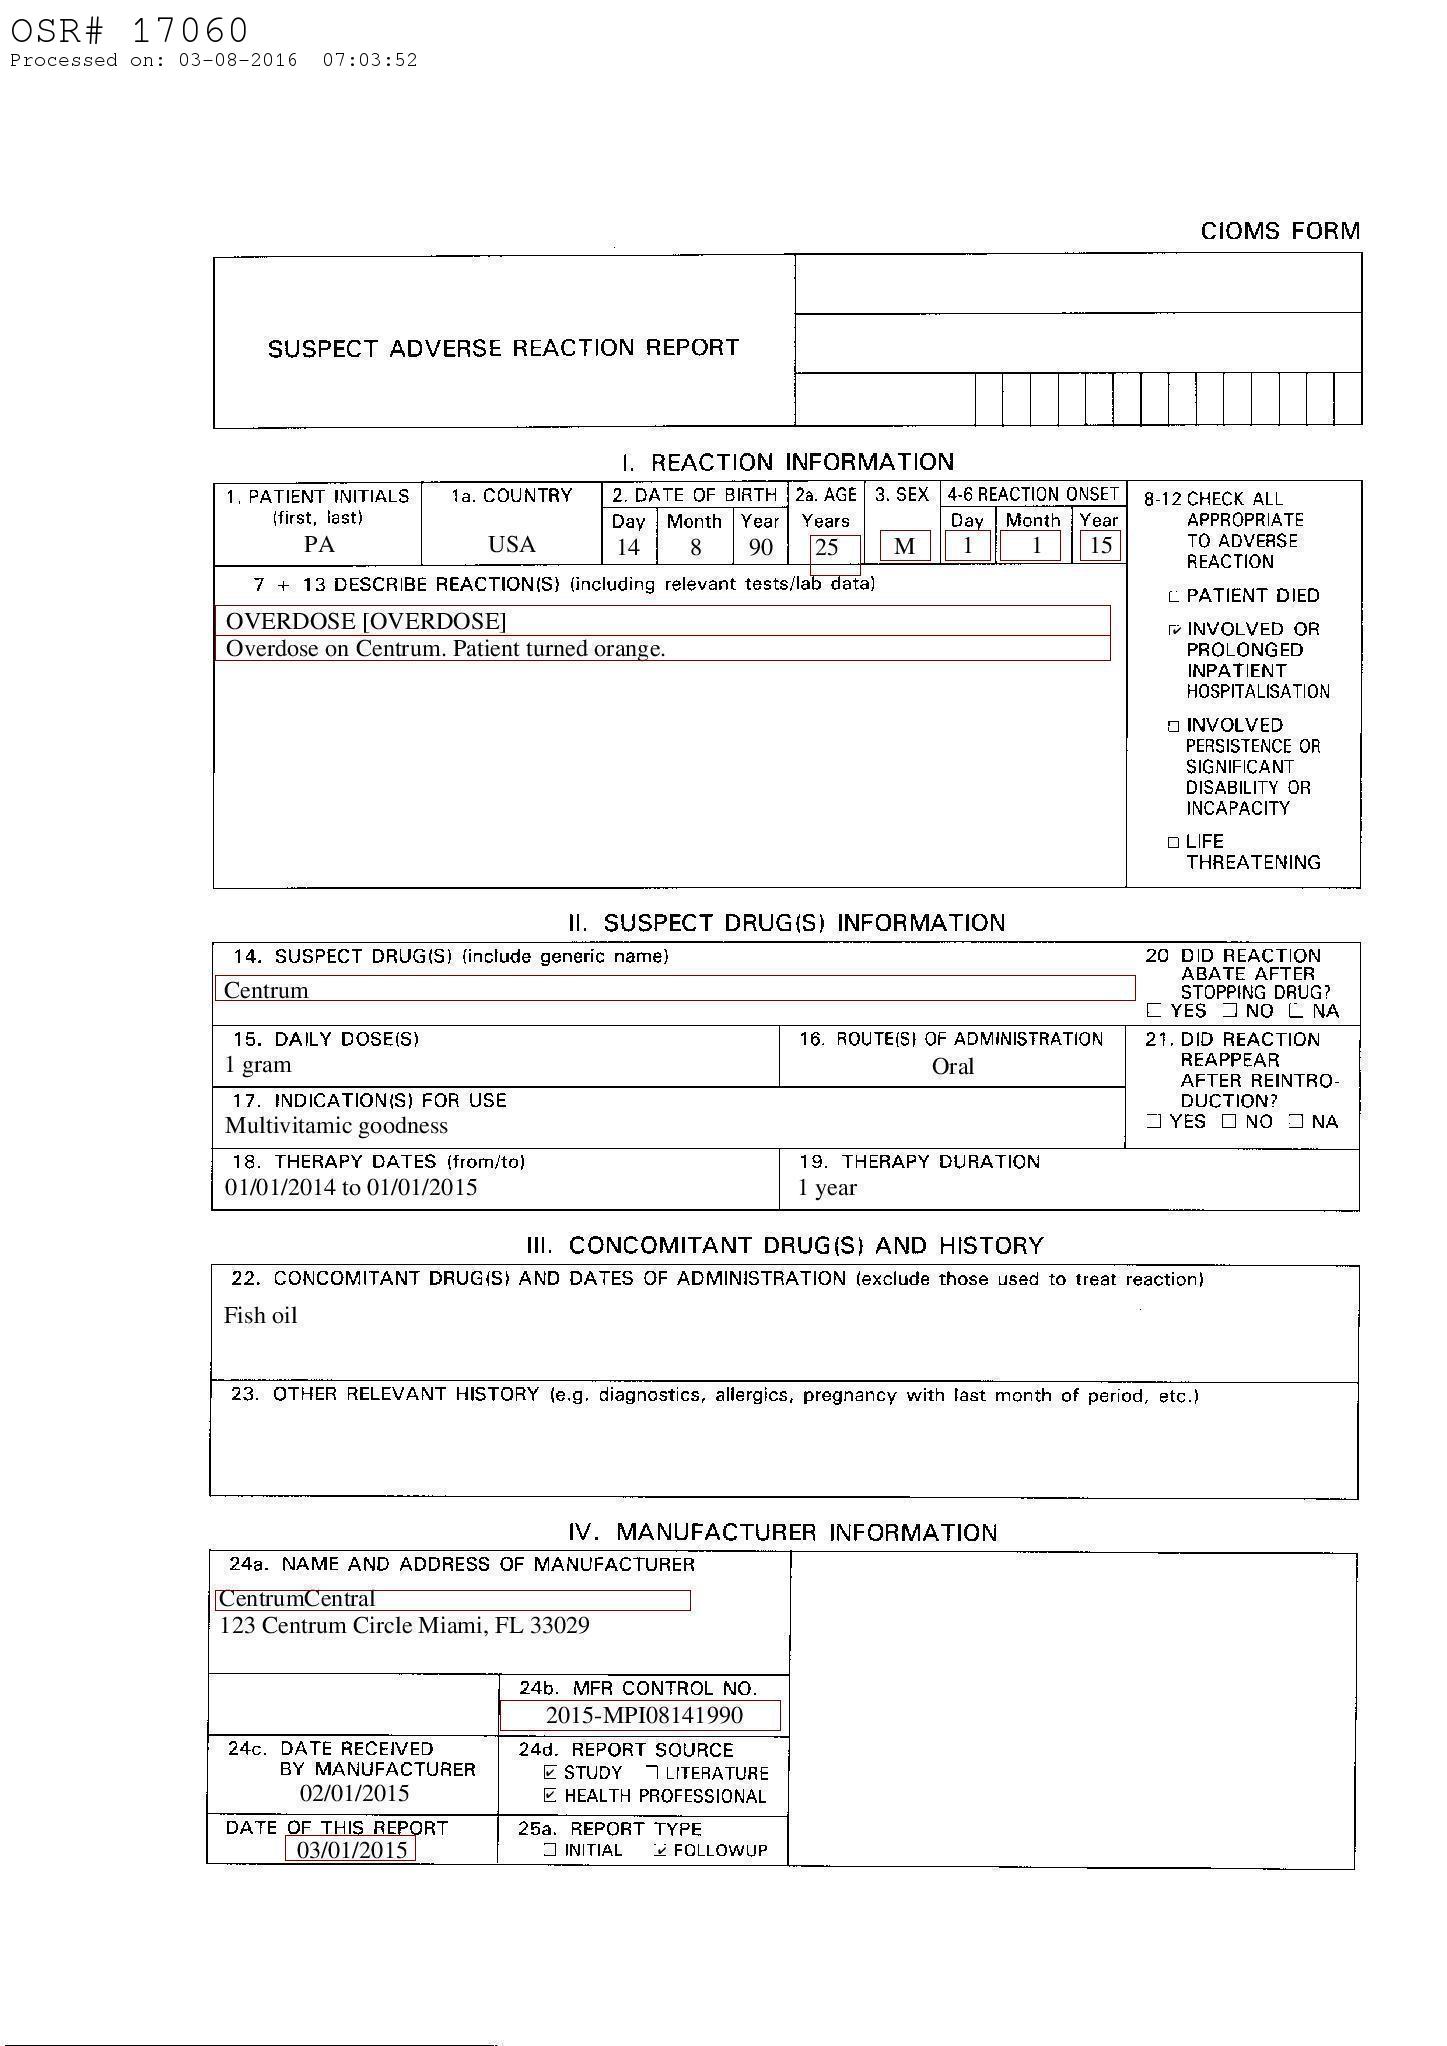 OSR# 17060
Processed on: 03-08-2016 07:03:52
CIOMS FORM
SUSPECT ADVERSE REACTION REPORT
I. REACTION INFORMATION
1. PATIENT INITIALS
(first, last)
PA
1a. COUNTRY
USA
2. DATE OF BIRTH
Day Month Year
14 8 90
2a. AGE
Years
25
3. SEX
M
4-6 REACTION ONSET
Day Month Year
1 1 15
8-12 CHECK ALL
APPROPRIATE
TO ADVERSE
REACTION
PATIENT DIED
INVOLVED OR
PROLONGED
INPATIENT
HOSPITALISATION
INVOLVED
PERSISTENCE OR
SIGNIFICANT
DISABILITY OR
INCAPACITY
LIFE
THREATENING
7 + 13 DESCRIBE REACTION(S) (including relevant tests/lab data)
OVERDOSE [OVERDOSE]
Overdose on Centrum. Patient turned orange.
II. SUSPECT DRUG(S) INFORMATION
14. SUSPECT DRUG(S) (include generic name)
Centrum
20 DID REACTION
ABATE AFTER
STOPPING DRUG?
YES NO NA
15. DAILY DOSE(S)
1 gram
16. ROUTE(S) OF ADMINISTRATION
Oral
21. DID REACTION
REAPPEAR
AFTER REINTRO-
DUCTION?
YES NO NA
17. INDICATION(S) FOR USE
Multivitamic goodness
18. THERAPY DATES (from/to)
01/01/2014 to 01/01/2015
19. THERAPY DURATION
1 year
III. CONCOMITANT DRUG(S) AND HISTORY
22. CONCOMITANT DRUG(S) AND DATES OF ADMINISTRATION (exclude those used to treat reaction)
Fish oil
23. OTHER RELEVANT HISTORY (e.g. diagnostics, allergics, pregnancy with last month of period, etc.)
IV. MANUFACTURER INFORMATION
24a. NAME AND ADDRESS OF MANUFACTURER
CentrumCentral
123 Centrum Circle Miami, FL 33029
24b. MFR CONTROL NO.
2015-MPI08141990
24c. DATE RECEIVED
BY MANUFACTURER
02/01/2015
24d. REPORT SOURCE
STUDY LITERATURE
HEALTH PROFESSIONAL
DATE OF THIS REPORT
03/01/2015
25a. REPORT TYPE
INITIAL FOLLOWUP